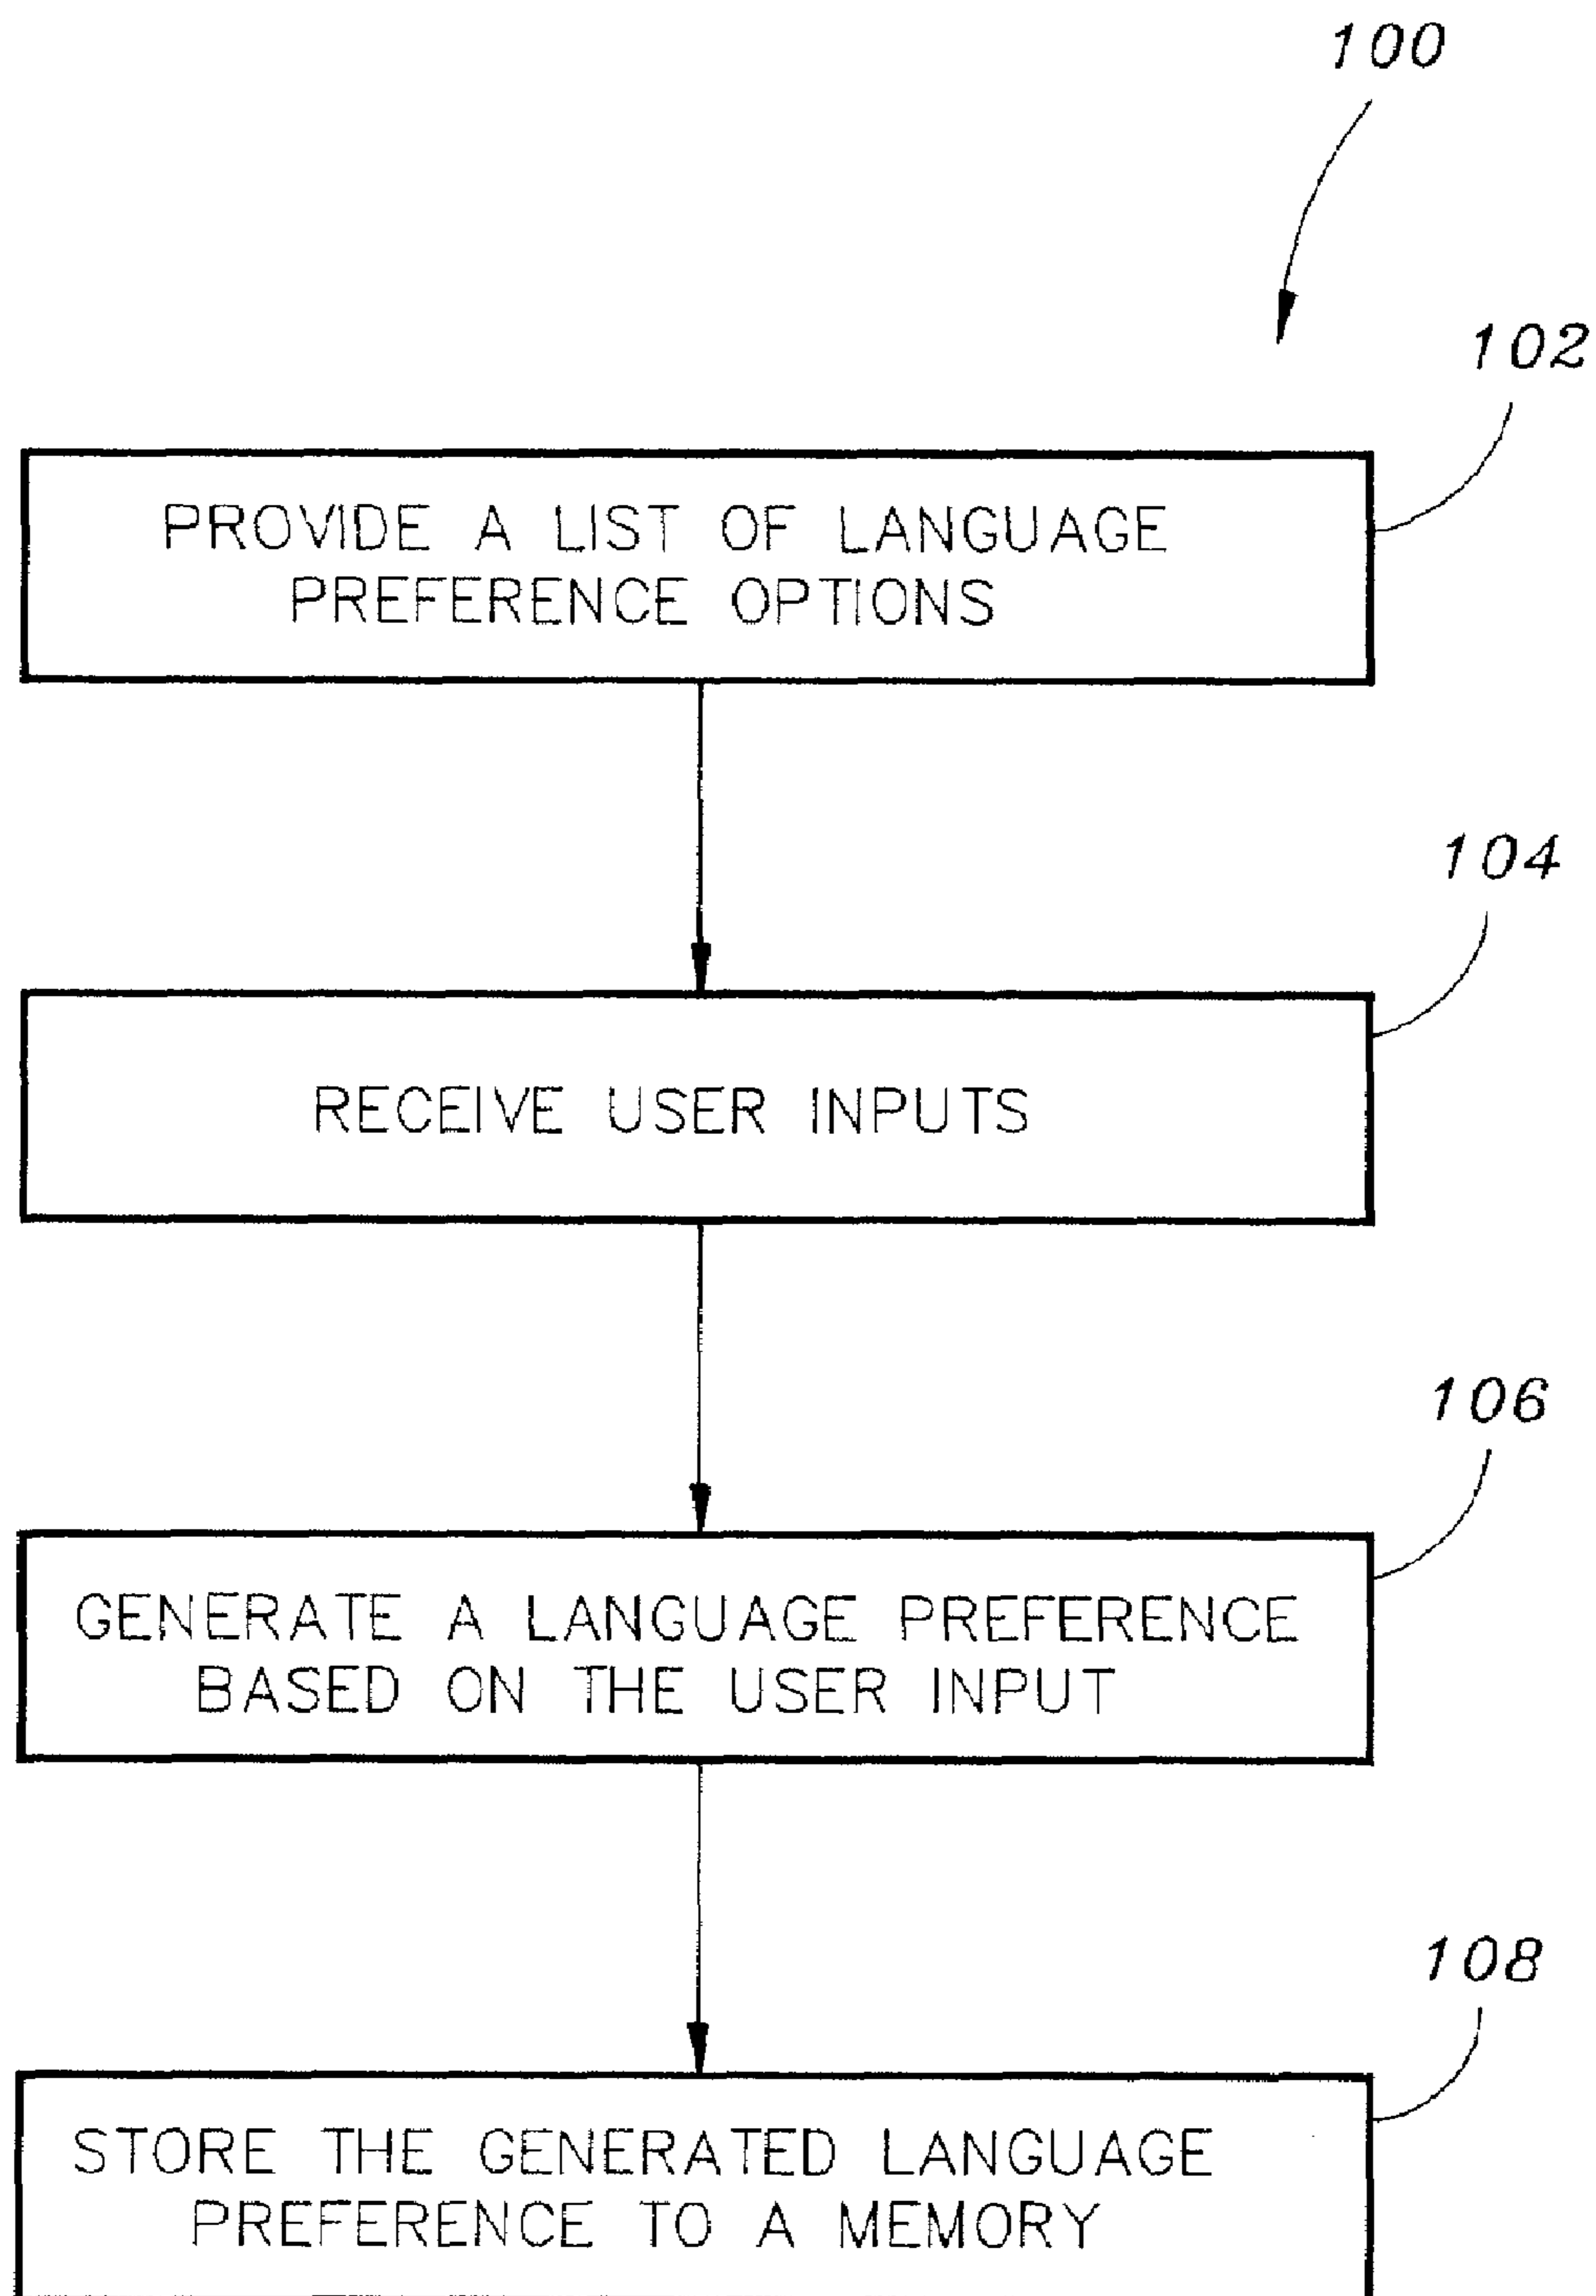 100
102
PROVIDE A LIST OF LANGUAGE
PREFERENCE OPTIONS
104
RECEIVE USER INPUTS
106
GENERATE A LANGUAGE PREFERENCE
BASED ON THE USER INPUT
108
STORE THE GENERATED LANGUAGE
PREFERENCE TO A MEMORY